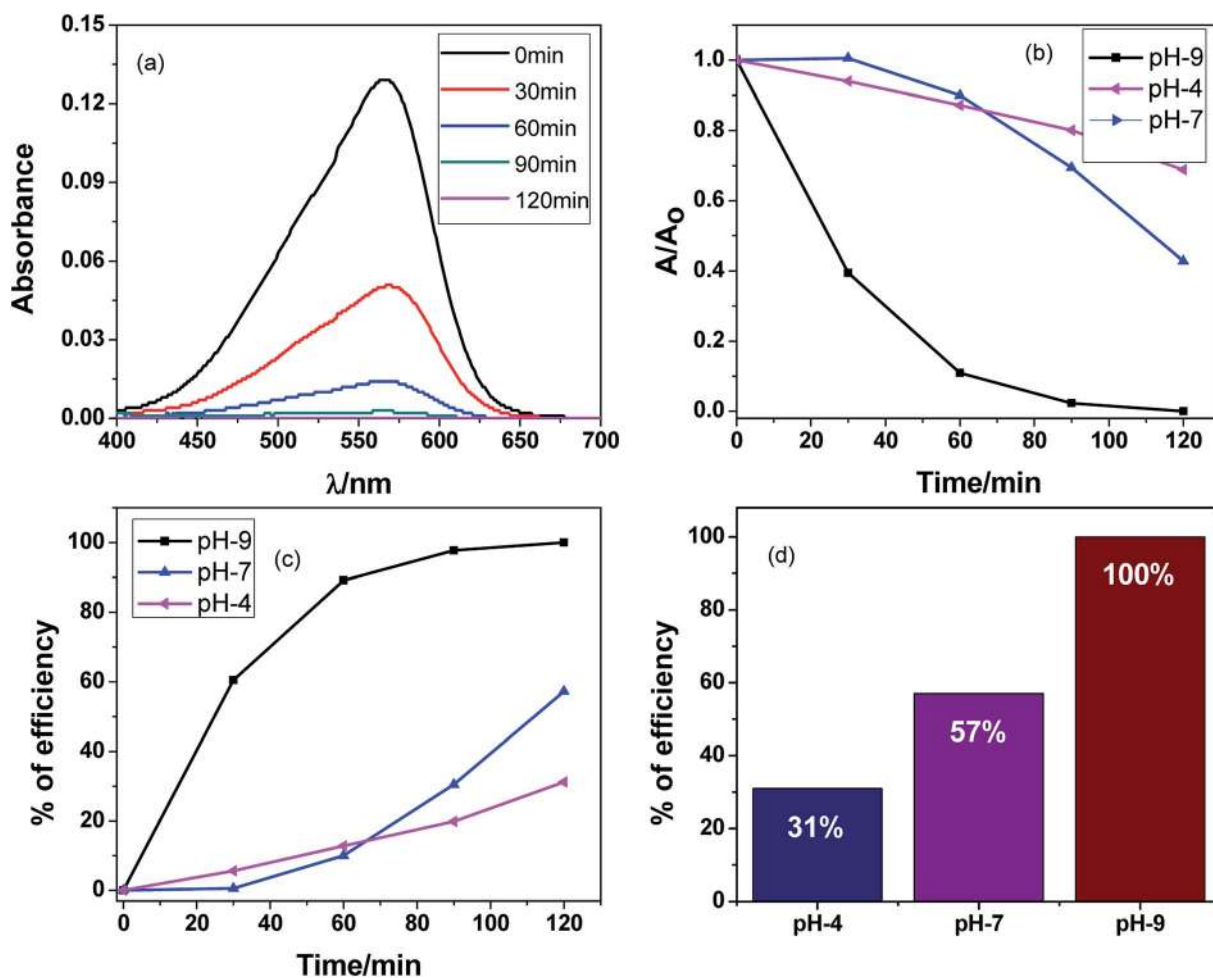 (a)
0min
30min
60min
90min
120min
0.15
0.12
0.09
0.06
0.03
0.00
Absorbance
400 450 500 550 600 650 700
λ/nm
(b)
pH-9
pH-4
pH-7
1.0
0.8
0.6
0.4
0.2
0.0
A/Ao
0 20 40 60 80 100 120
Time/min
pH-9
pH-7
pH-4
(c)
100
80
60
40
20
0
% of efficiency
0 20 40 60 80 100 120
Time/min
(d)
100
80
60
40
20
0
% of efficiency
31%
57%
100%
pH-4 pH-7 pH-9